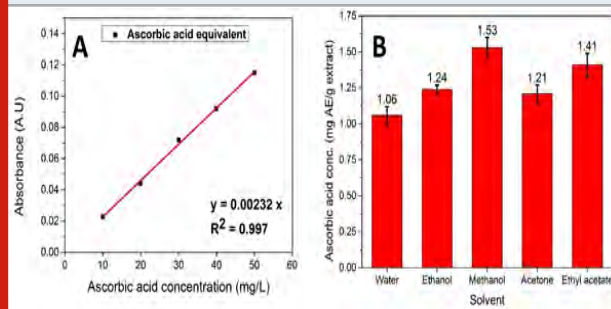 A
Ascorbic acid equivalent
Absorbance (A.U)
0.14
0.12
0.10
0.08
0.06
0.04
0.02
0.00
y = 0.00232 x
R² = 0.997
0 10 20 30 40 50 60
Ascorbic acid concentration (mg/L)
B
Ascorbic acid conc. (mg AE/g extract)
1.75
1.50
1.25
1.00
0.75
0.50
0.25
0.00
1.06
1.24
1.53
1.21
1.41
Water Ethanol Methanol Acetone Ethyl acetate
Solvent